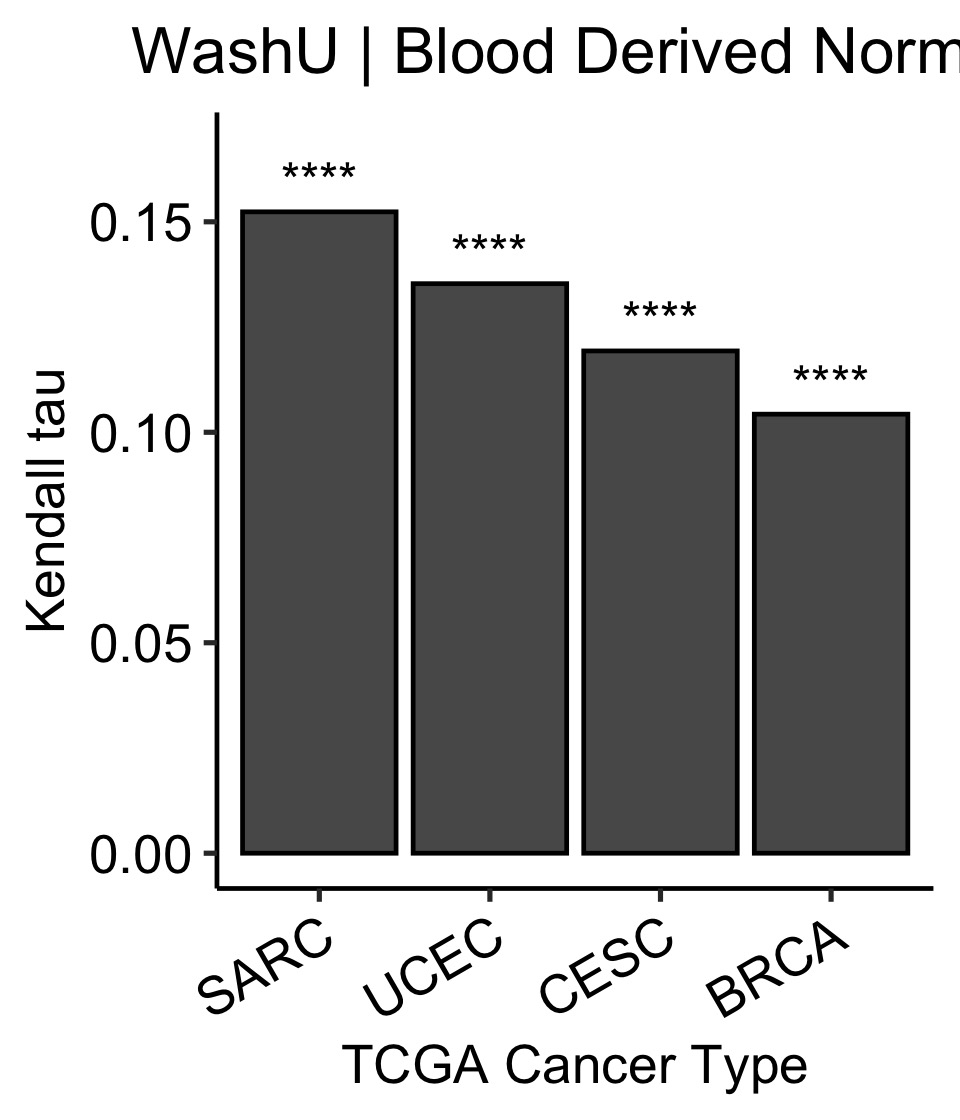 WashU | Blood Derived Norm
****
0.15
****
****
****
0.10
Kendall tau
0.05
0.00
SARC
UCEC
CESC
BRCA
TCGA Cancer Type